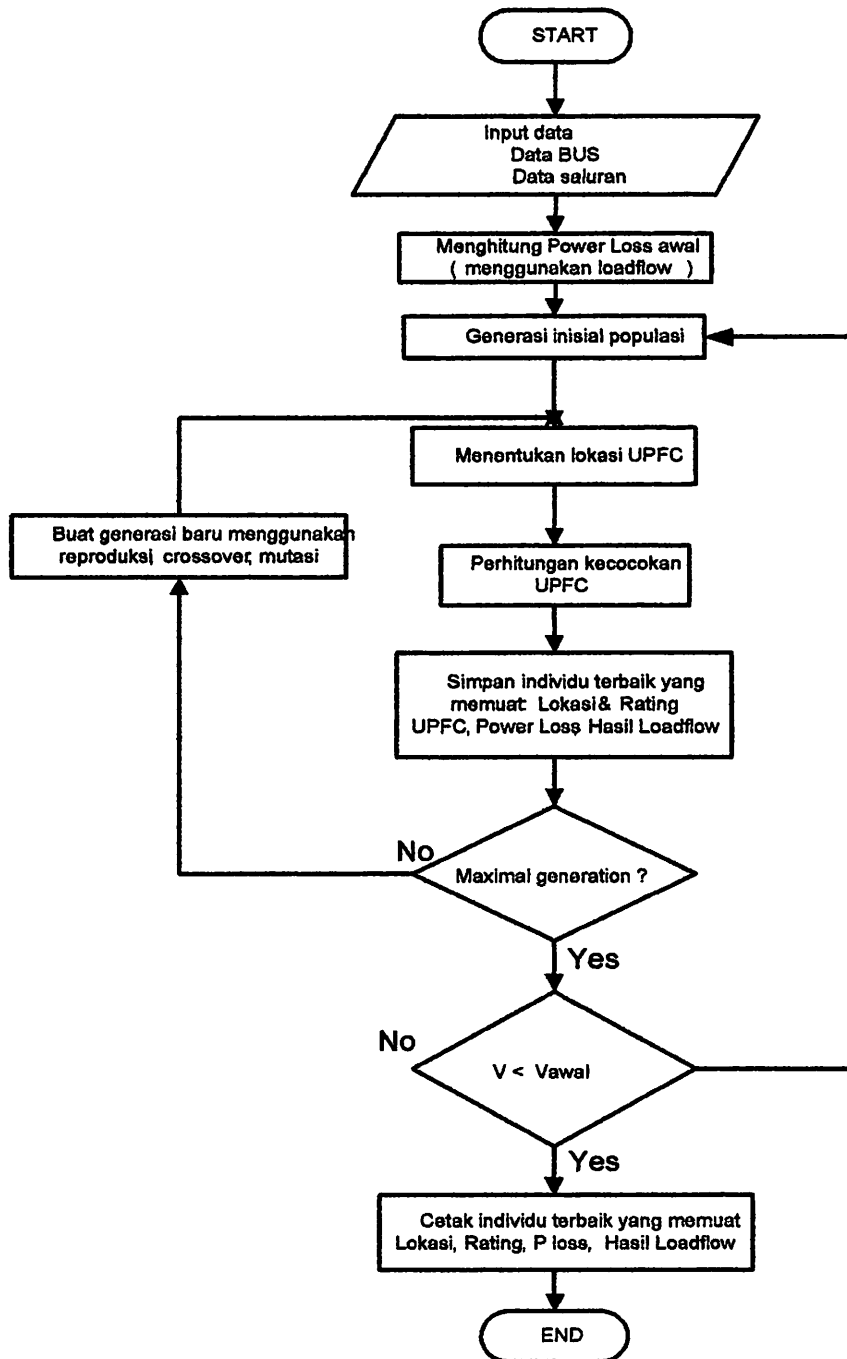 START
Input data
Data BUS
Data saluran
Menghitung Power Loss awal
( menggunakan loadflow )
Generasi inisial populasi
Menentukan lokasi UPFC
Buat generasi baru menggunakan
reproduksi, crossover, mutasi
Perhitungan kecocokan
UPFC
Simpan individu terbaik yang
memuat: Lokasi & Rating
UPFC, Power Loss, Hasil Loadflow
No
Maximal generation ?
Yes
No
V < Vawal
Yes
Cetak individu terbaik yang memuat
Lokasi, Rating, P loss, Hasil Loadflow
END